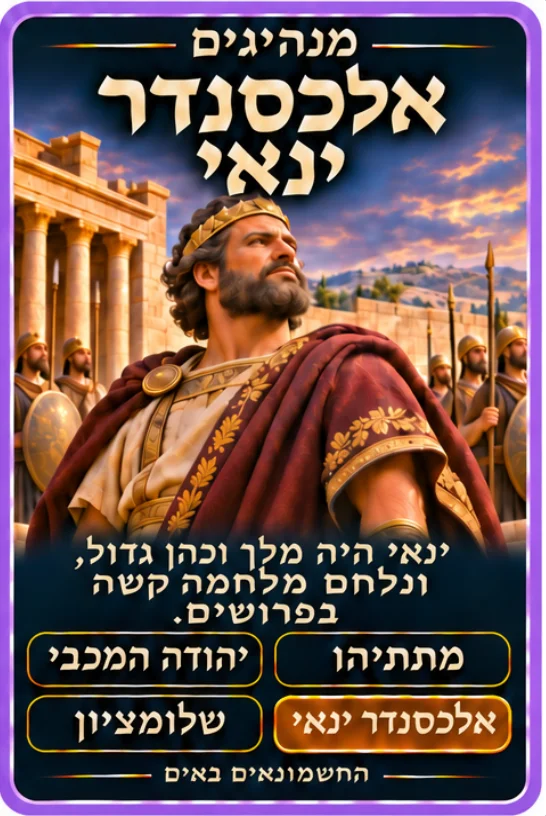 מנהיגים
אלכסנדר
ינאי
ינאי היה מלך וכהן גדול,
ונלחם מלחמה קשה
בפרושים.
מתתיהו
יהודה המכבי
אלכסנדר ינאי
שלומציון
החשמונאים באים